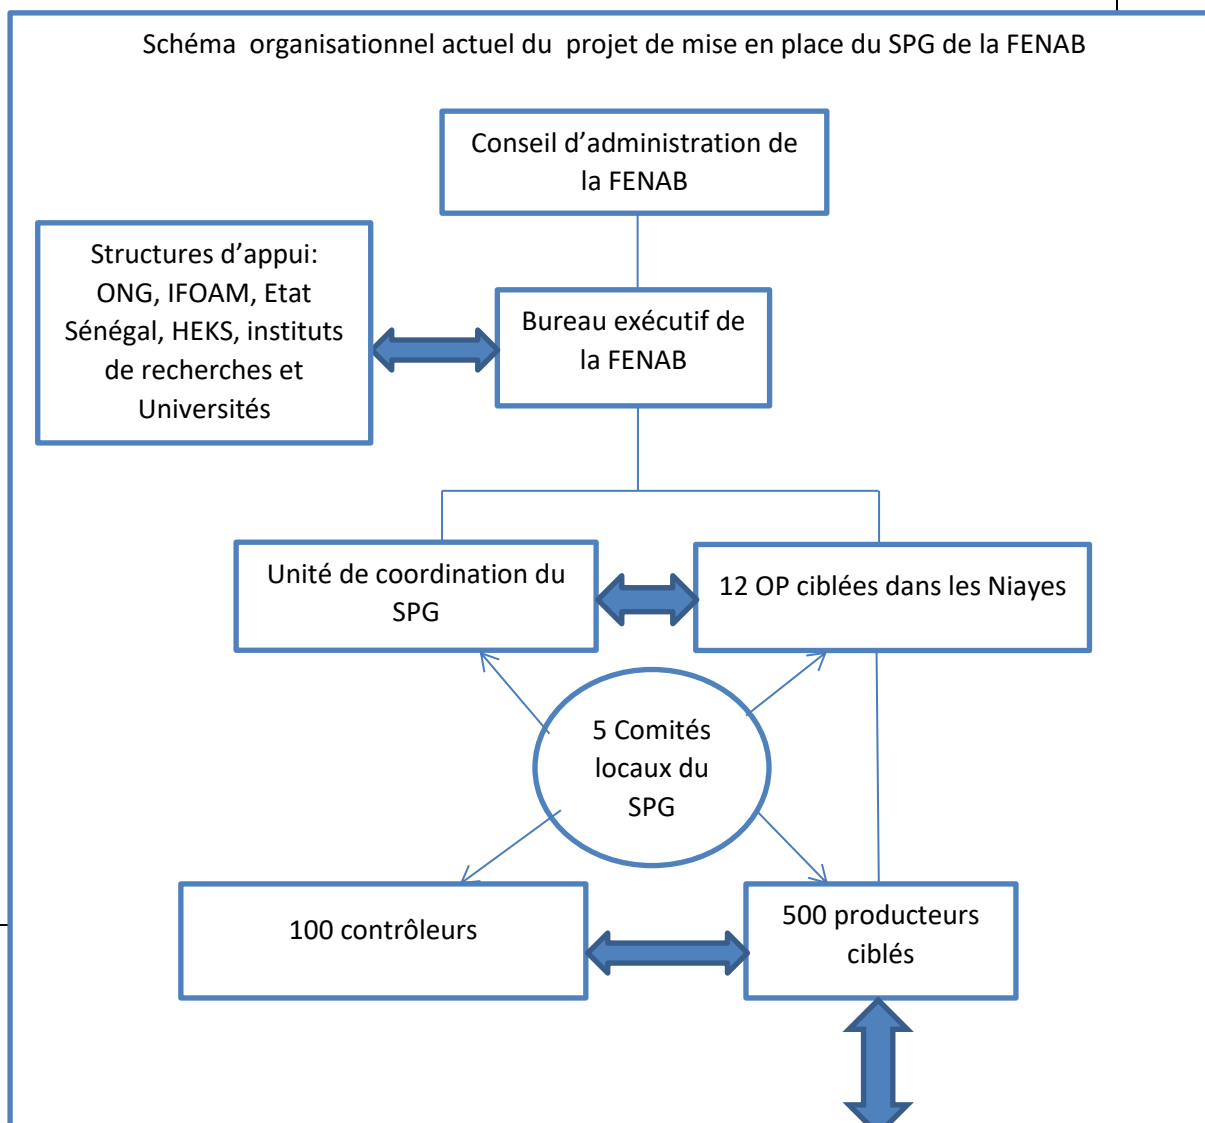 Schéma  organisationnel actuel du  projet de mise en place du SPG de la FENAB
Conseil d’administration de
la FENAB
Structures d’appui:
ONG, IFOAM, Etat
Sénégal, HEKS, instituts
de recherches et
Universités
Bureau exécutif de
la FENAB
Unité de coordination du
SPG
12 OP ciblées dans les Niayes
5 Comités
locaux du
SPG
100 contrôleurs
500 producteurs
ciblés